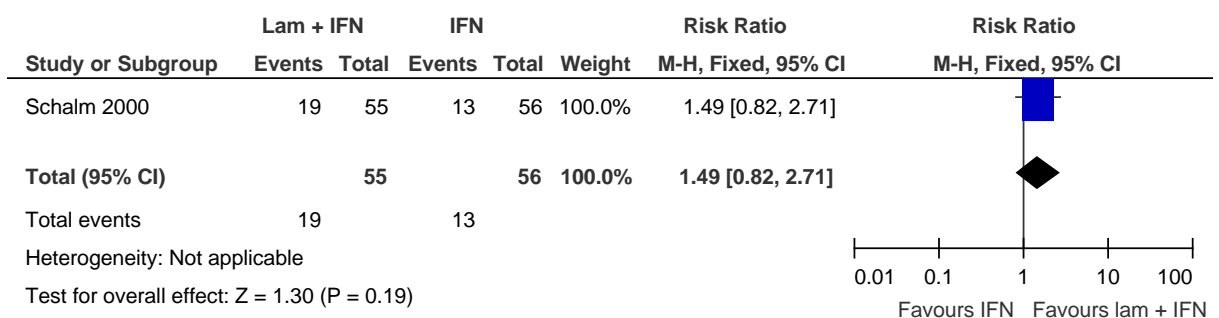 Lam + IFN IFN Risk Ratio Risk Ratio
Study or Subgroup Events Total Events Total Weight M-H, Fixed, 95% CI M-H, Fixed, 95% CI
Schalm 2000 19 55 13 56 100.0% 1.49 [0.82, 2.71]
Total (95% CI) 55 56 100.0% 1.49 [0.82, 2.71]
Total events 19 13
Heterogeneity: Not applicable
Test for overall effect: Z = 1.30 (P = 0.19)
0.01 0.1 1 10 100
Favours IFN Favours lam + IFN